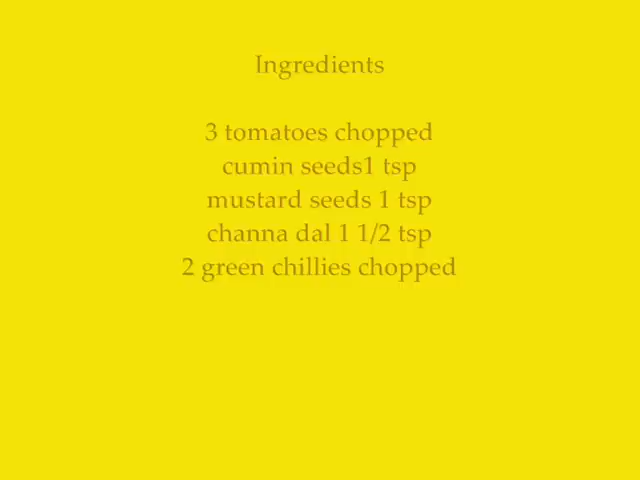 Ingredients
3 tomatoes chopped
cumin seeds1 tsp
mustard seeds 1 tsp
channa dal 1 1/2 tsp
2 green chillies chopped